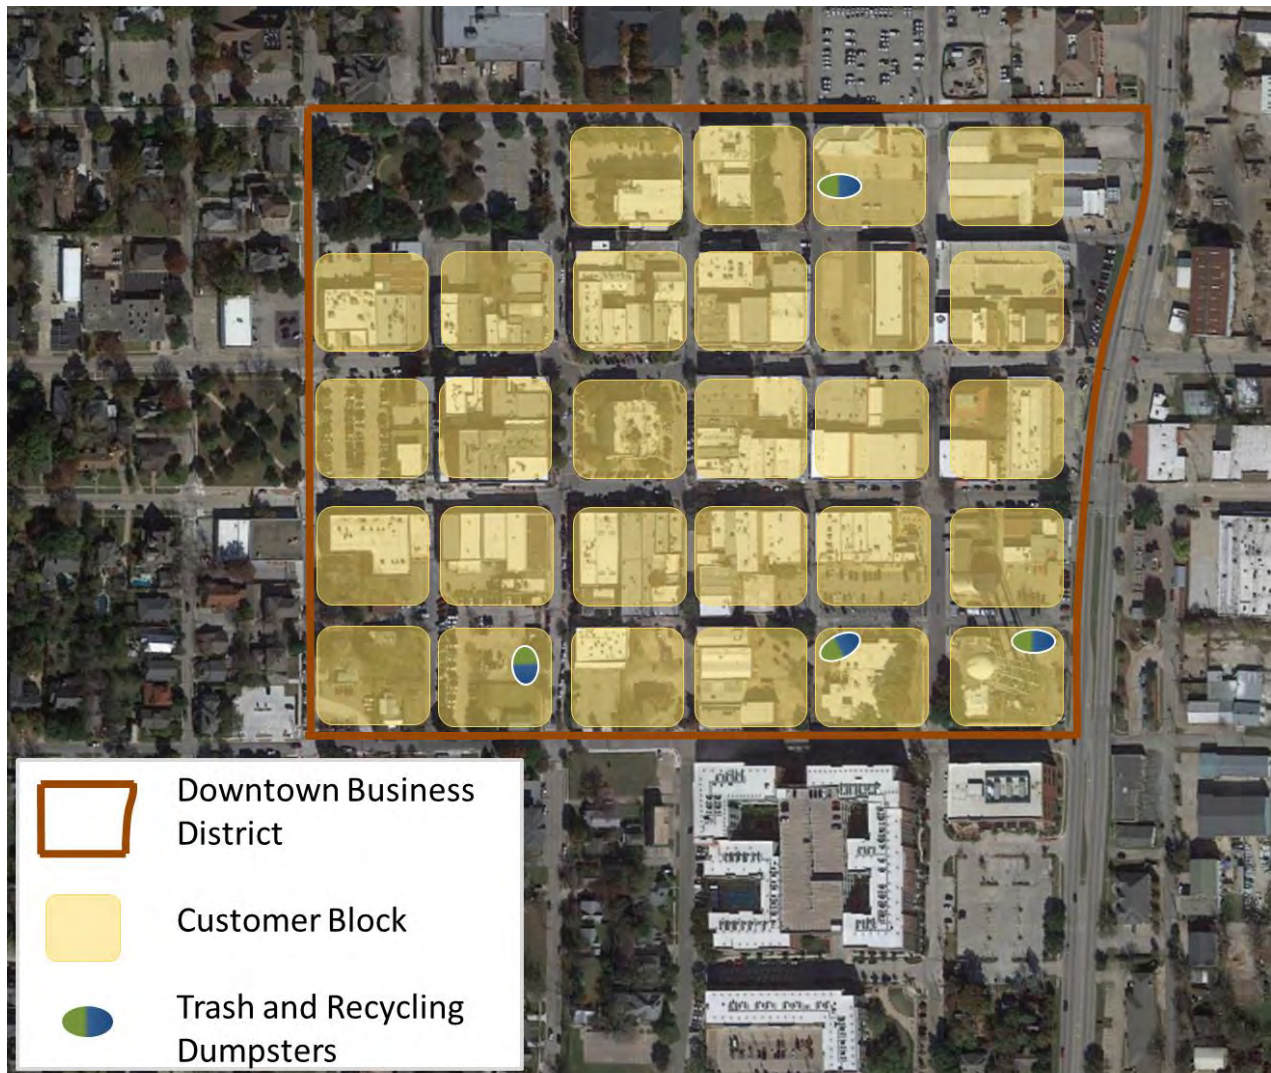 Downtown Business
District
Customer Block
Trash and Recycling
Dumpsters